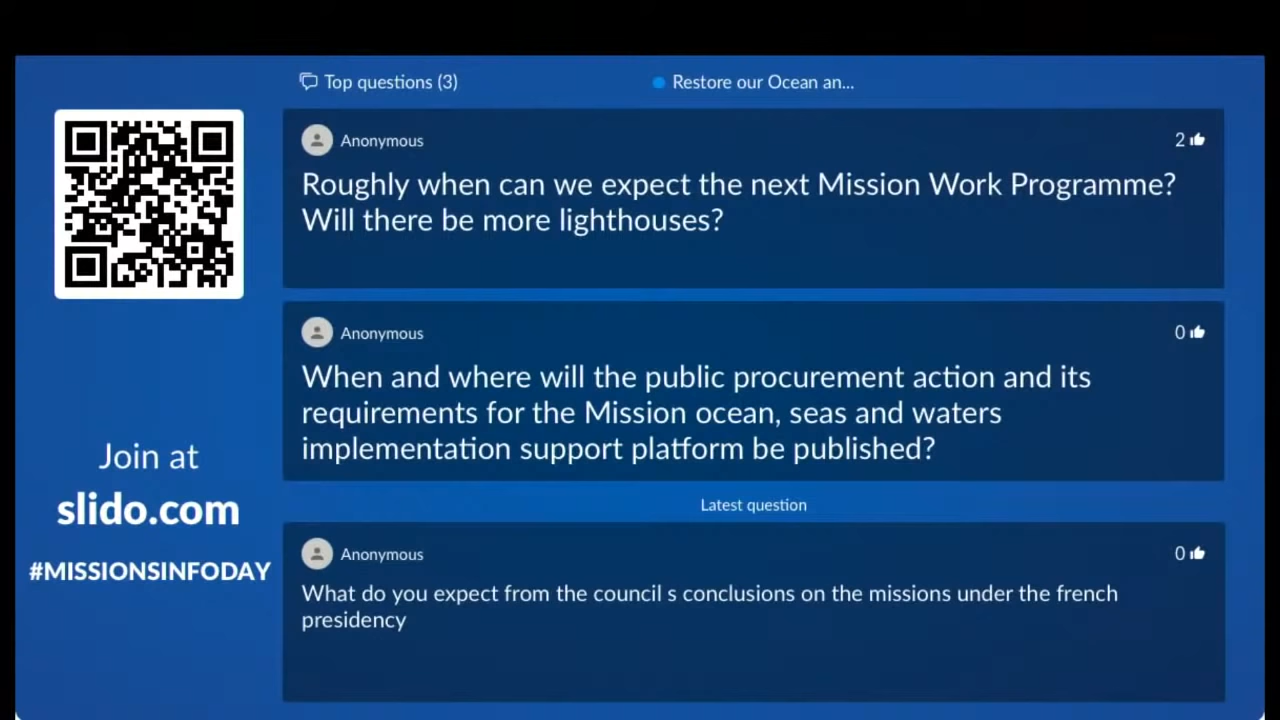 Top questions (3)
Restore our Ocean an...
Anonymous
2
Roughly when can we expect the next Mission Work Programme?
Will there be more lighthouses?
Anonymous
0
When and where will the public procurement action and its
requirements for the Mission ocean, seas and waters
implementation support platform be published?
Join at
slido.com
#MISSIONSINFODAY
Latest question
Anonymous
0
What do you expect from the council s conclusions on the missions under the french
presidency